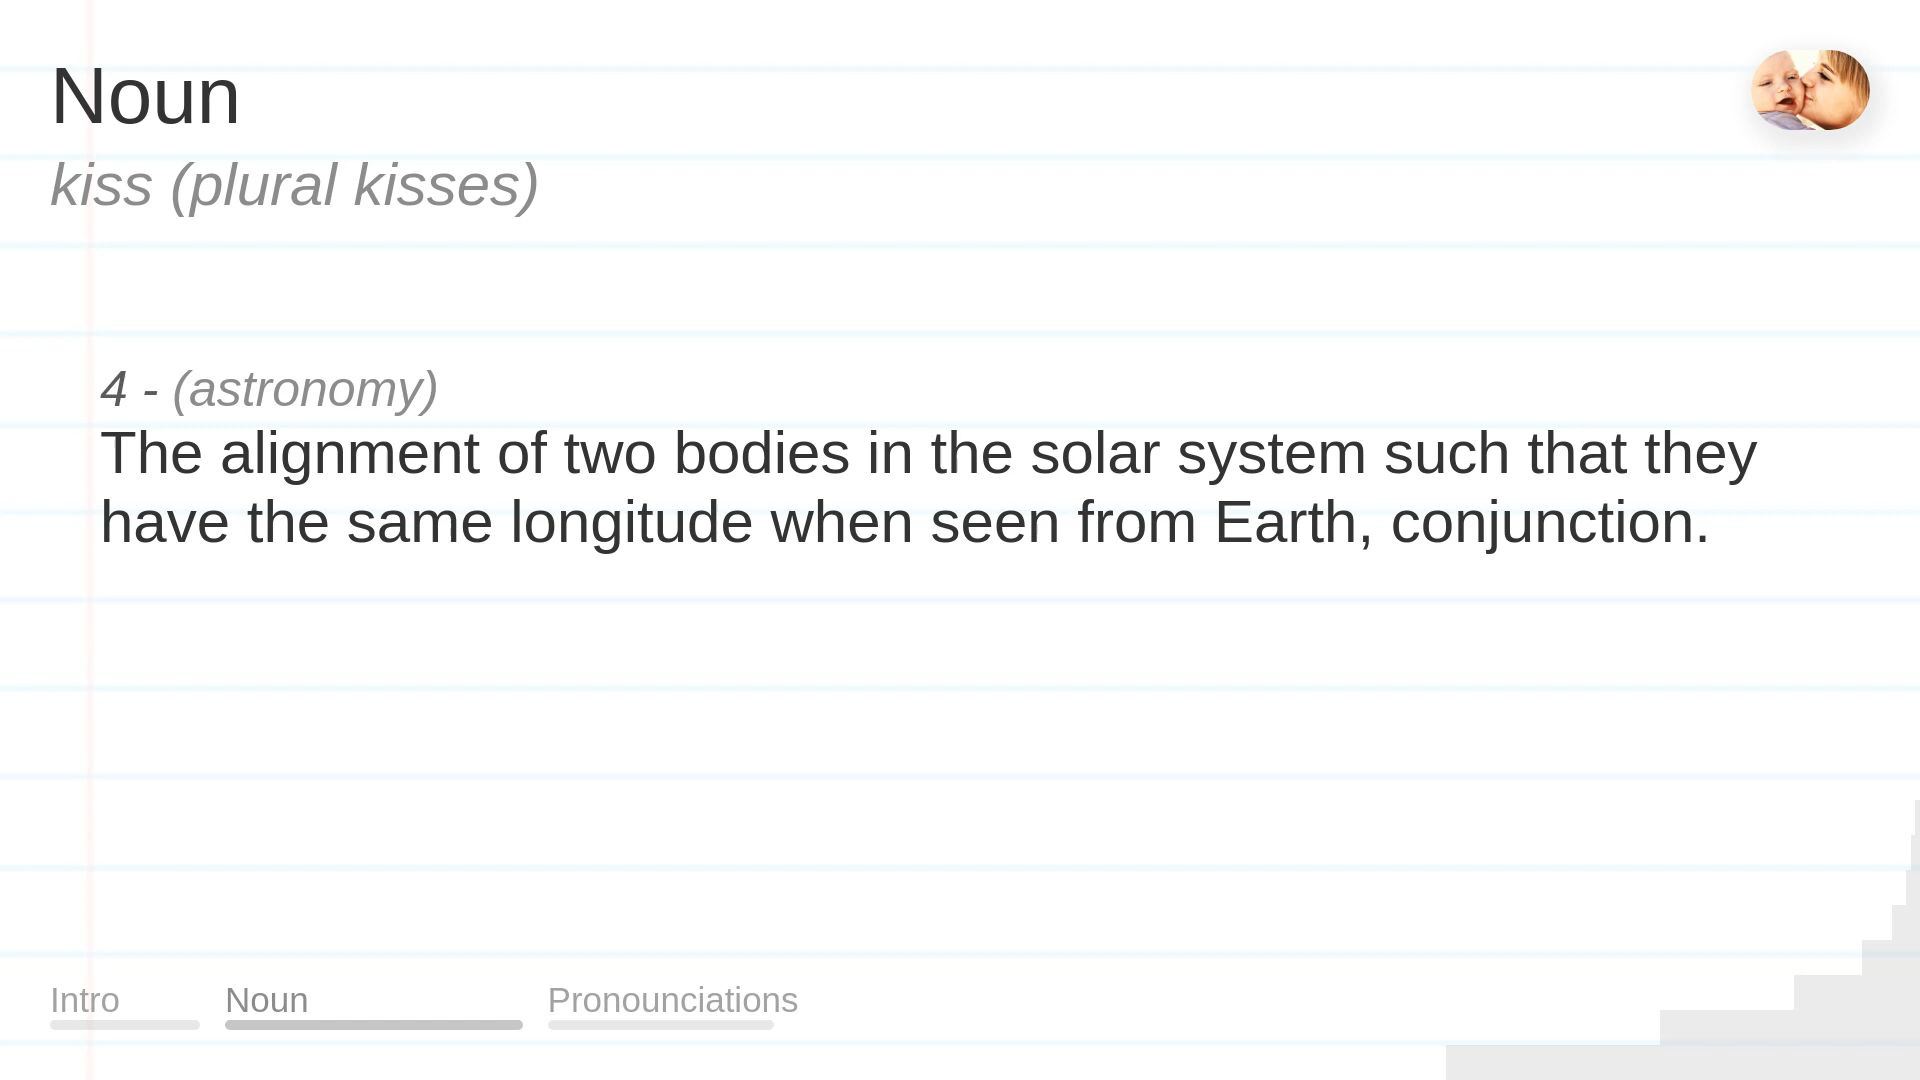 Noun
kiss (plural kisses)
4 - (astronomy)
The alignment of two bodies in the solar system such that they
have the same longitude when seen from Earth, conjunction.
Intro
Noun
Pronounciations